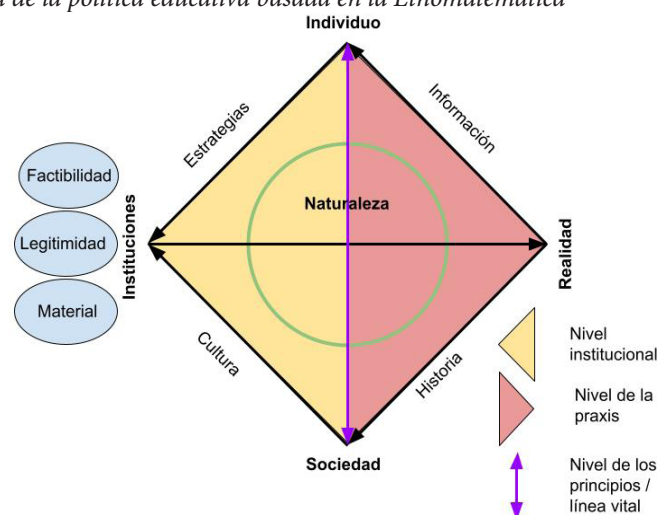 de la política educativa basada en la Etnomatemática
Individuo
Estrategias
Información
Factibilidad
Legitimidad
Material
Instituciones
Naturaleza
Realidad
Cultura
Historia
Sociedad
Nivel
institucional
Nivel de la
praxis
Nivel de los
principios /
línea vital